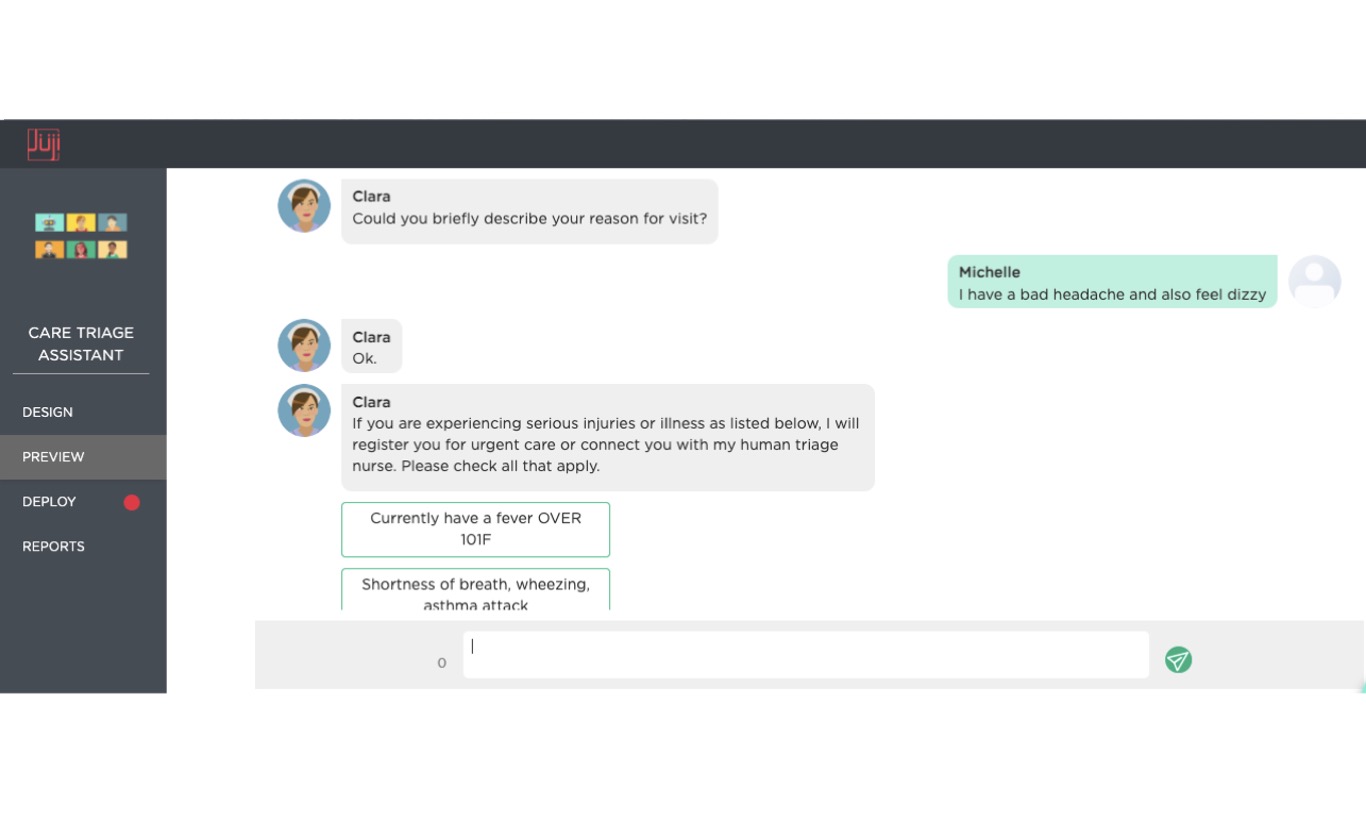 Juji
CARE TRIAGE
ASSISTANT
DESIGN
PREVIEW
DEPLOY
REPORTS
Clara
Could you briefly describe your reason for visit?
Michelle
I have a bad headache and also feel dizzy
Clara
Ok.
Clara
If you are experiencing serious injuries or illness as listed below, I will
register you for urgent care or connect you with my human triage
nurse. Please check all that apply.
Currently have a fever OVER
101F
Shortness of breath, wheezing,
asthma attack
0